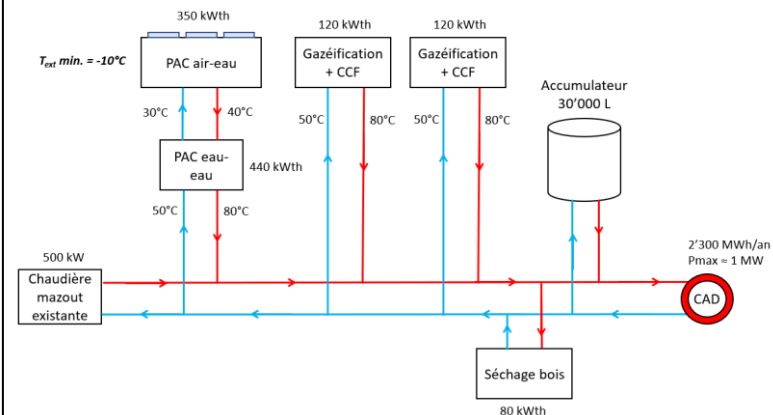 350 kWth
120 kWth
120 kWth
T_ext min. = -10°C
PAC air-eau
Gazéification
+ CCF
Gazéification
+ CCF
Accumulateur
30’000 L
30°C
40°C
50°C
80°C
50°C
80°C
PAC eau-
eau
440 kWth
50°C
80°C
500 kW
Chaudière
mazout
existante
2’300 MWh/an
Pmax ≈ 1 MW
CAD
Séchage bois
80 kWth